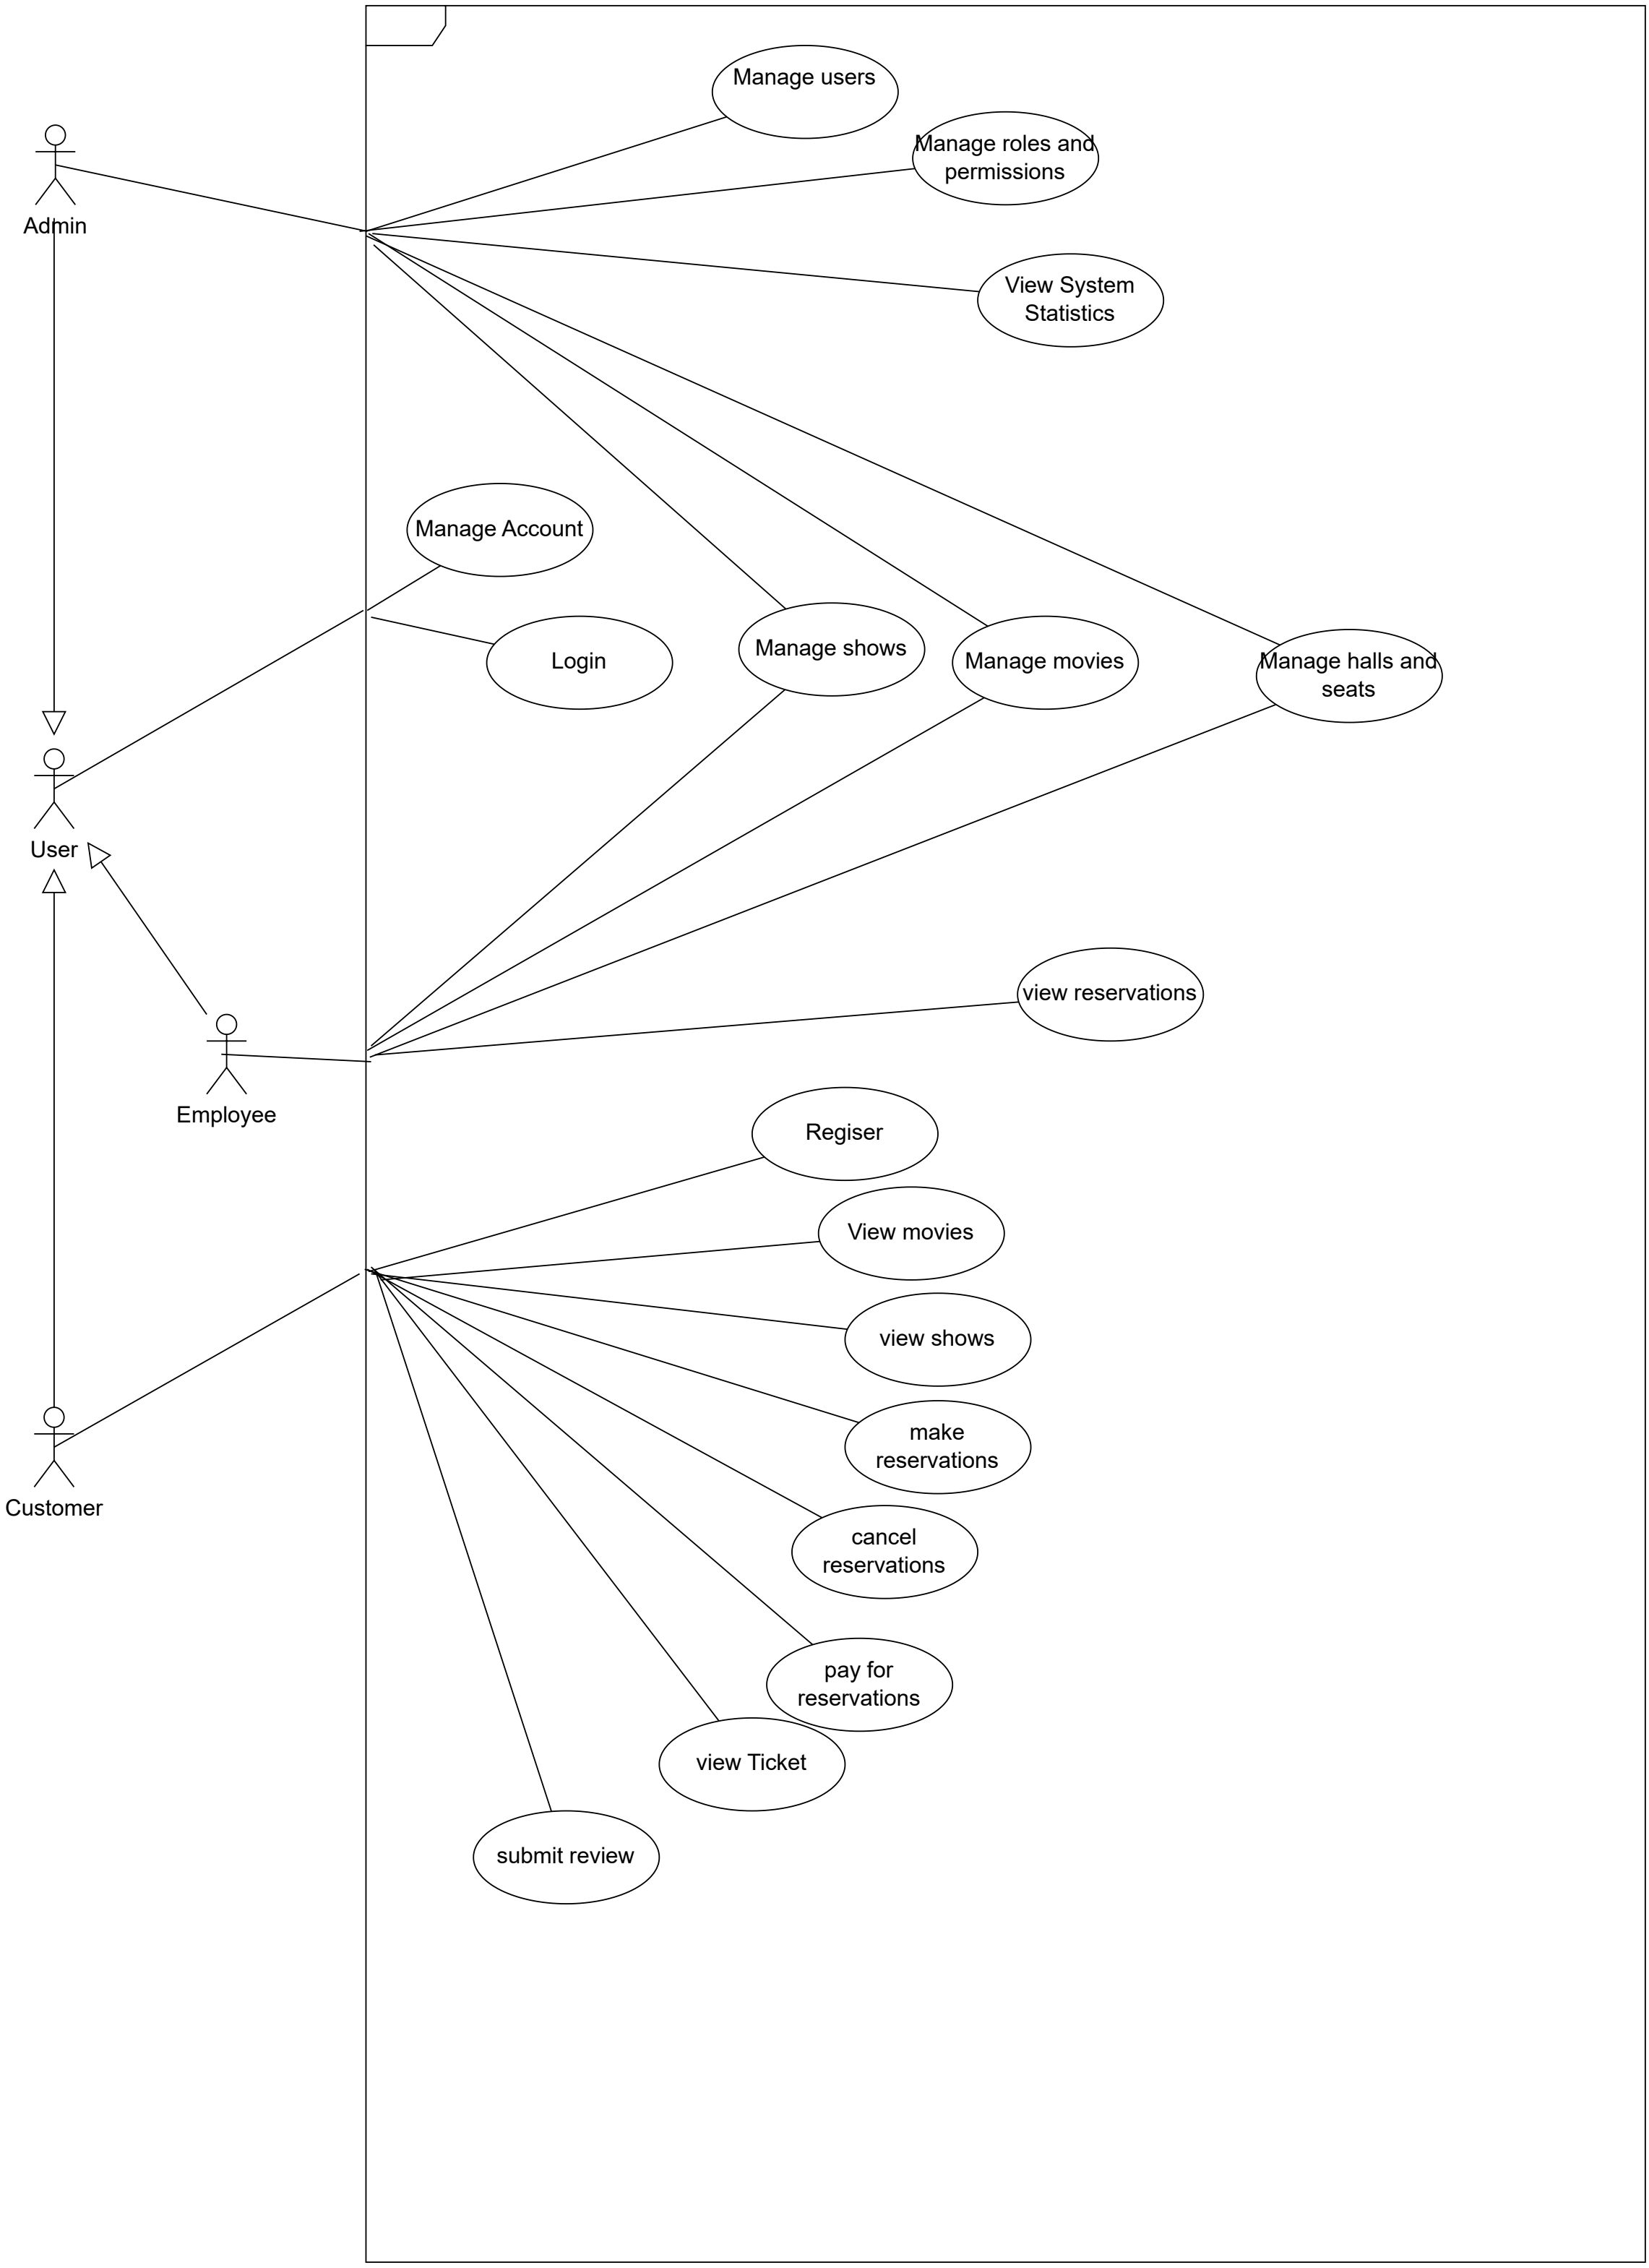 Manage users
Manage roles and
permissions
Admin
View System
Statistics
Manage Account
Manage shows
Login
Manage movies
Manage halls and
seats
User
view reservations
Employee
Regiser
View movies
view shows
make
reservations
Customer
cancel
reservations
pay for
reservations
view Ticket
submit review